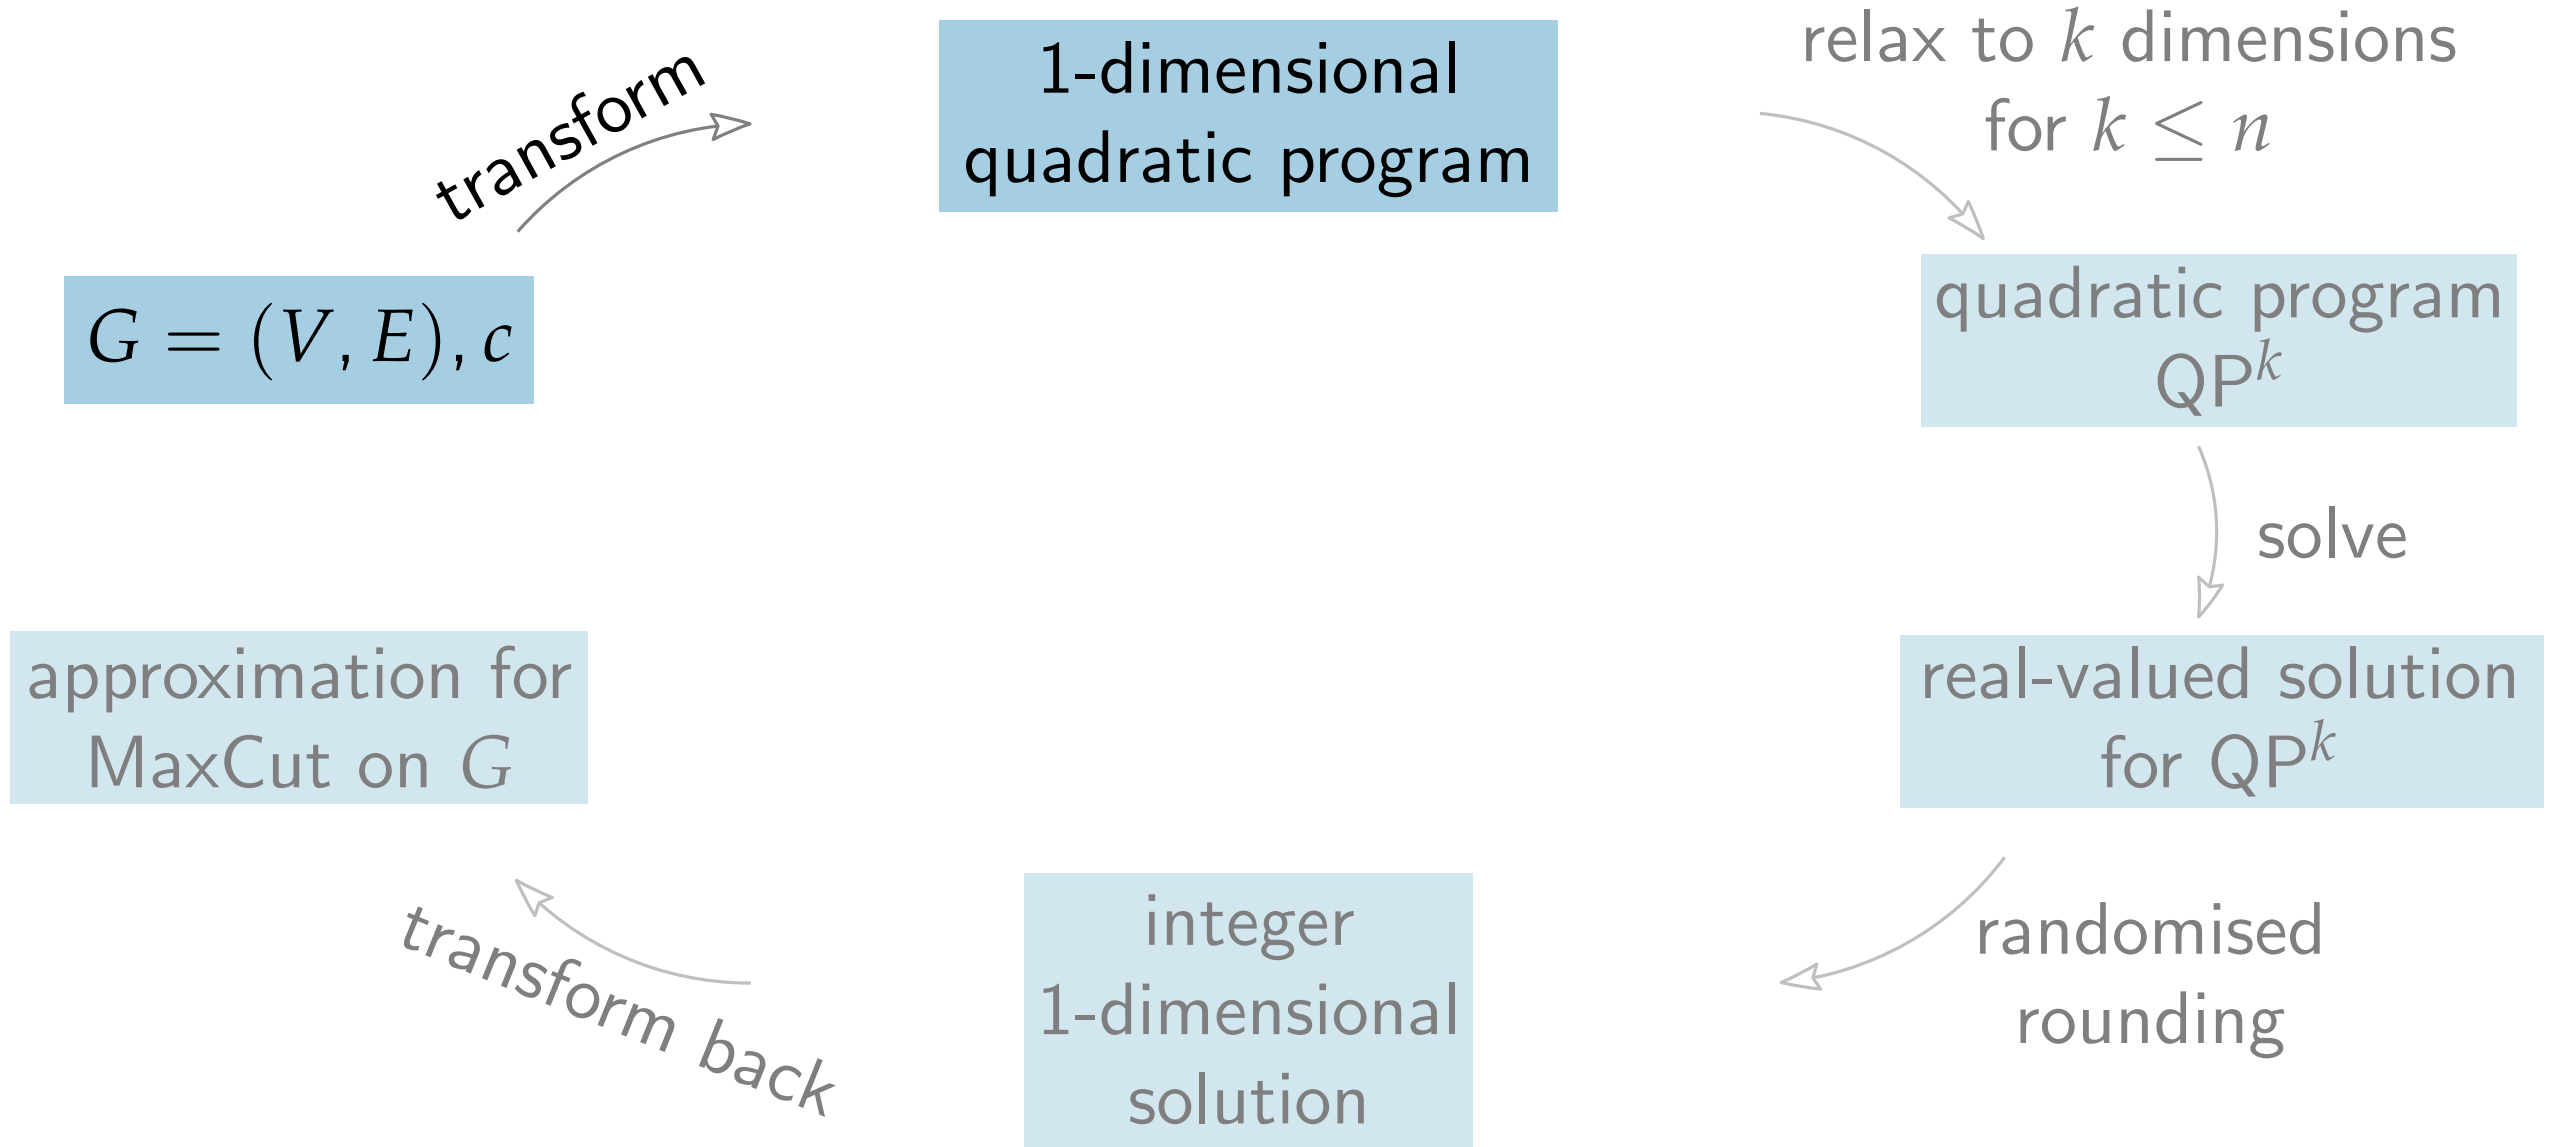 transform
1-dimensional
quadratic program
relax to k dimensions
for k ≤ n
G = (V, E), c
quadratic program
QP^k
solve
approximation for
MaxCut on G
real-valued solution
for QP^k
transform back
integer
1-dimensional
solution
randomised
rounding